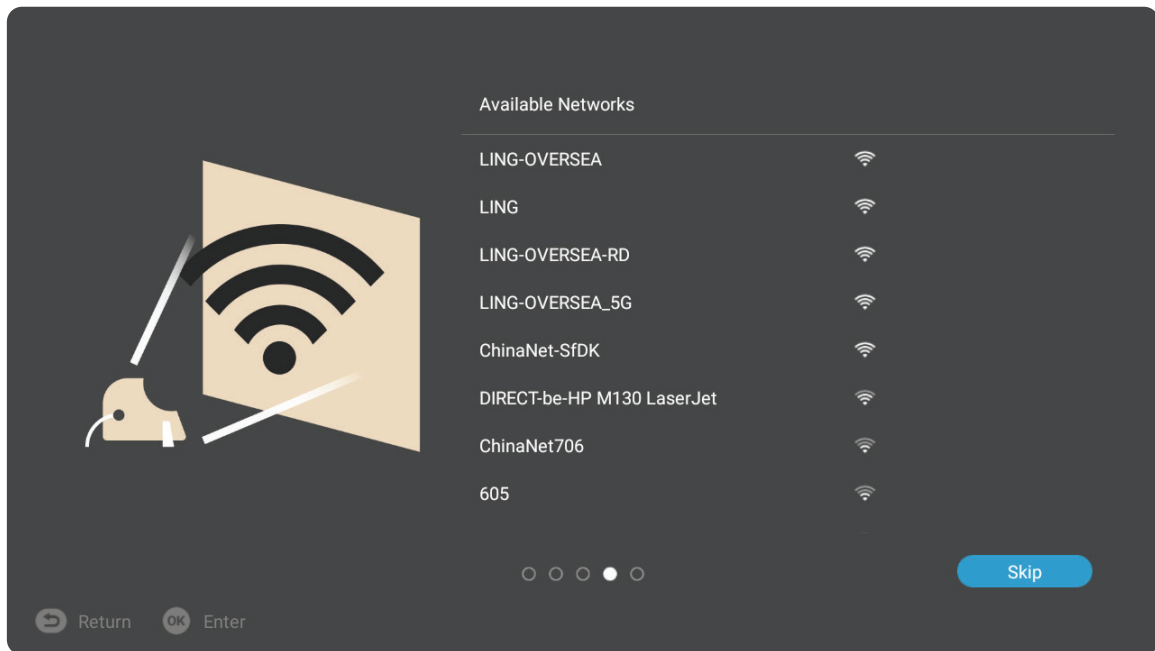 Available Networks
LING-OVERSEA
LING
LING-OVERSEA-RD
LING-OVERSEA_5G
ChinaNet-SfDK
DIRECT-be-HP M130 LaserJet
ChinaNet706
605
Skip
Return OK Enter